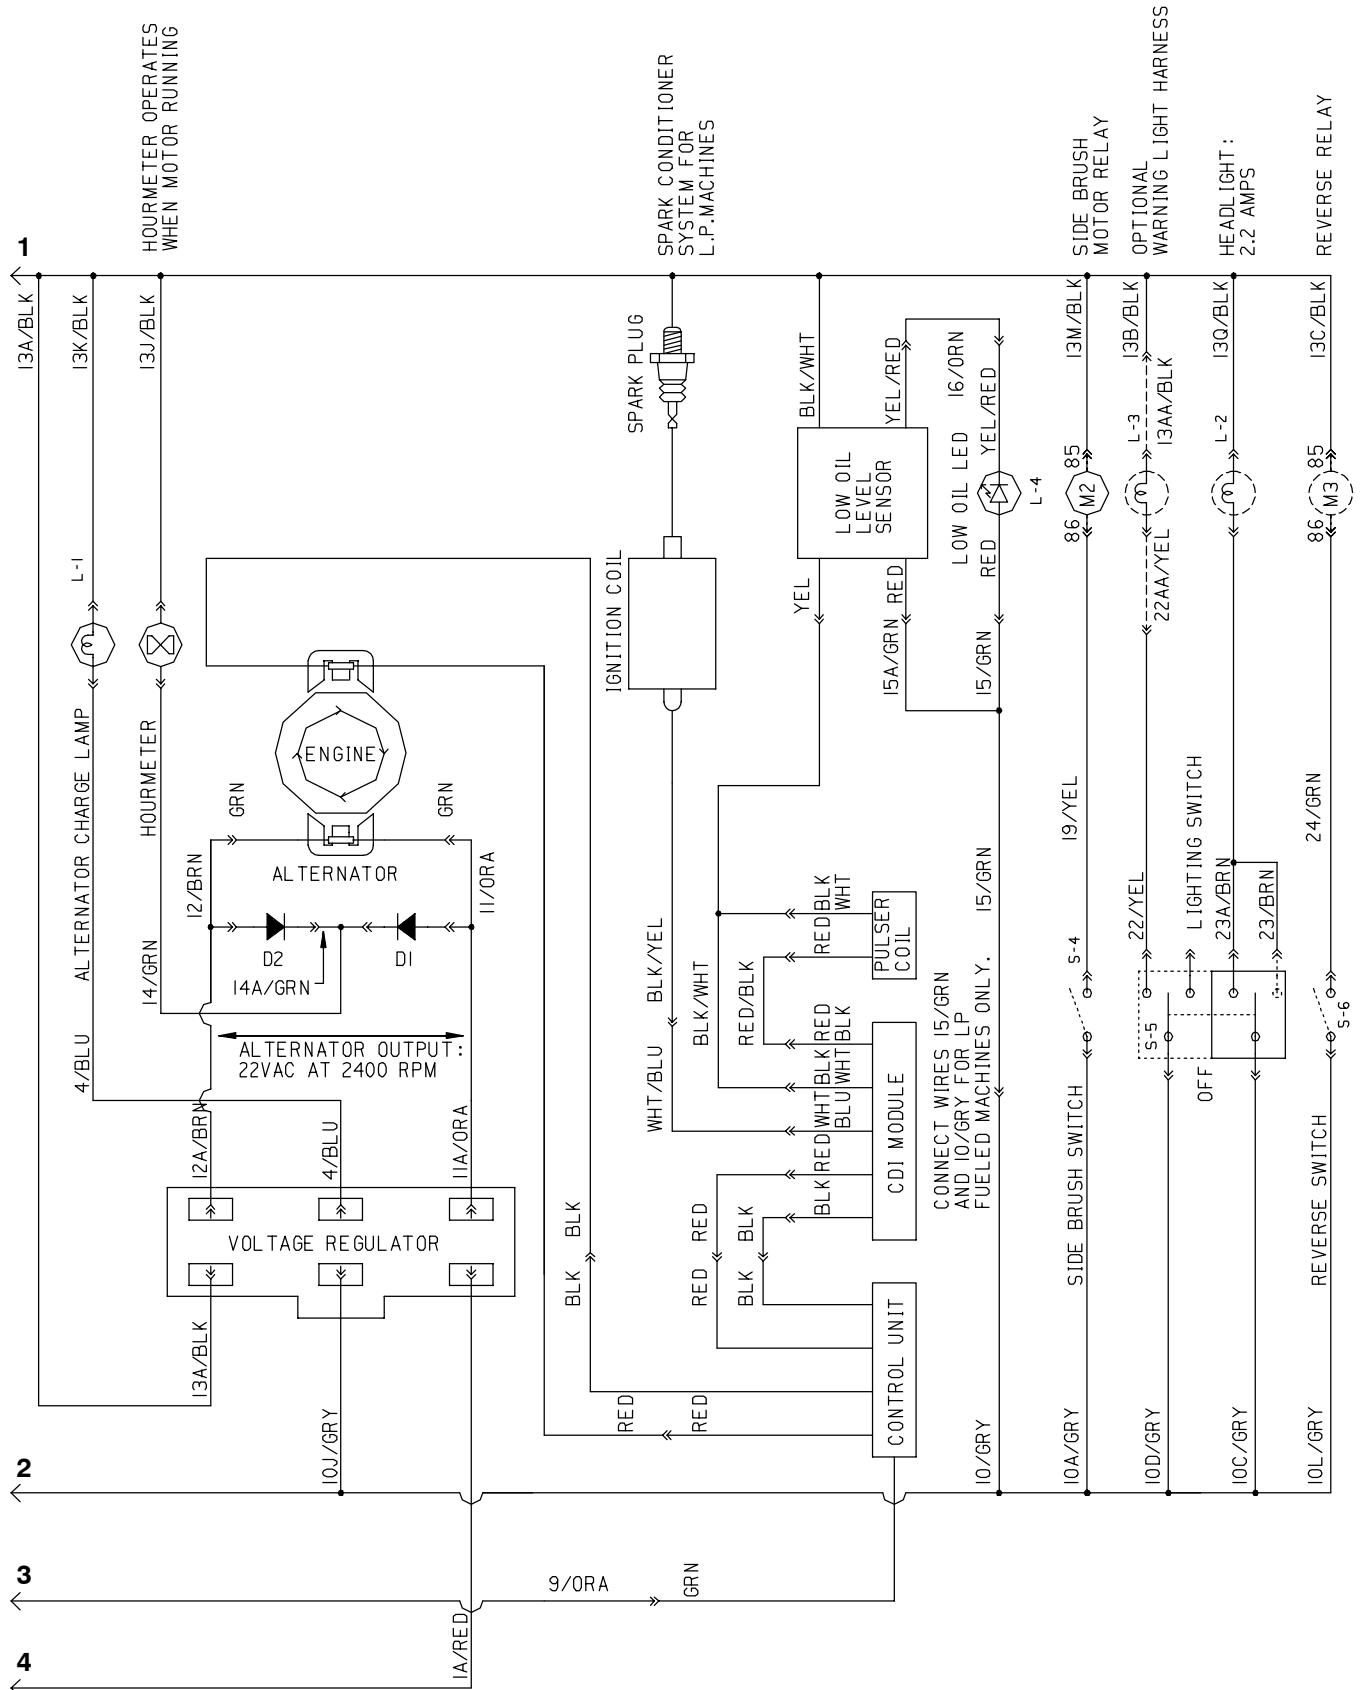 HOURMETER OPERATES
WHEN MOTOR RUNNING
SPARK CONDITIONER
SYSTEM FOR
L.P.MACHINES
SIDE BRUSH
MOTOR RELAY
OPTIONAL
WARNING LIGHT HARNESS
HEADLIGHT:
2.2 AMPS
REVERSE RELAY
1
13A/BLK
13K/BLK
13J/BLK
SPARK PLUG
BLK/WHT
YEL/RED
16/ORN
YEL/RED
13M/BLK
13B/BLK
13AA/BLK
13Q/BLK
13C/BLK
L-1
IGNITION COIL
LOW OIL
LEVEL
SENSOR
LOW OIL LED
L-4
85
M2
86
L-3
L-2
85
M3
86
YEL
RED
15A/GRN
RED
15/GRN
22AA/YEL
ALTERNATOR CHARGE LAMP
HOURMETER
ENGINE
GRN
GRN
ALTERNATOR
12/BRN
11/ORA
D2
D1
14A/GRN
14/GRN
4/BLU
ALTERNATOR OUTPUT:
22VAC AT 2400 RPM
12A/BRN
4/BLU
11A/ORA
VOLTAGE REGULATOR
13A/BLK
10J/GRY
BLK/YEL
WHT/BLU
BLK/WHT
RED/BLK
BLK
WHT
RED
PULSER
COIL
RED
BLK
BLK
WHT
WHT
BLU
RED
BLK
CDI MODULE
CONNECT WIRES 15/GRN
AND 10/GRY FOR LP
FUELED MACHINES ONLY.
15/GRN
19/YEL
S-4
22/YEL
LIGHTING SWITCH
23A/BRN
23/BRN
24/GRN
S-5
S-6
OFF
SIDE BRUSH SWITCH
REVERSE SWITCH
BLK
BLK
RED
RED
BLK
BLK
CONTROL UNIT
RED
RED
10/GRY
10A/GRY
10D/GRY
10C/GRY
10L/GRY
2
3
9/ORA
GRN
4
1A/RED